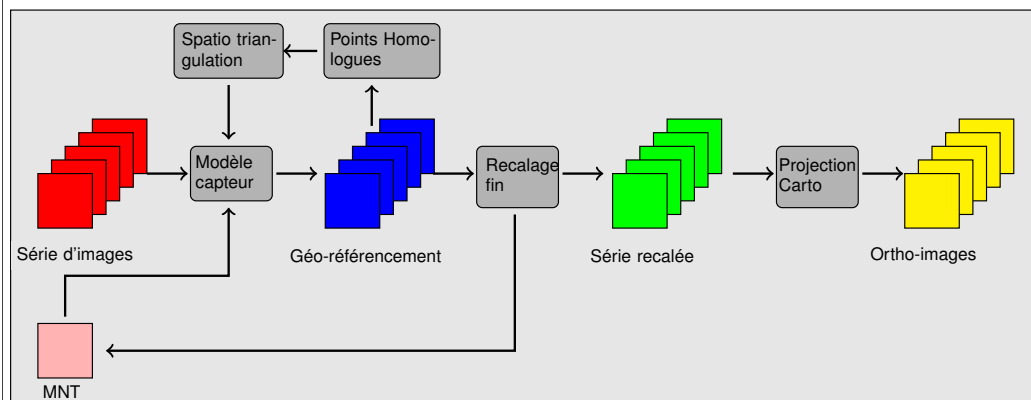 Spatio trian-
gulation
Points Homo-
logues
Modèle
capteur
Recalage
fin
Projection
Carto
Série d'images
Géo-référencement
Série recalée
Ortho-images
MNT